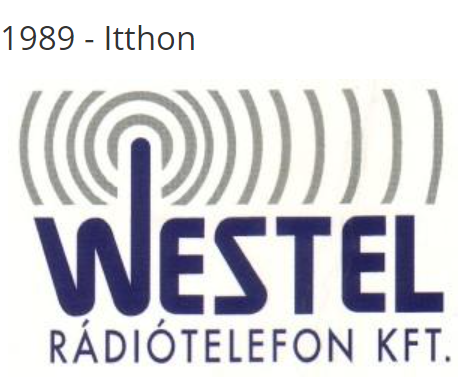 1989 - Itthon
WESTEL
RÁDIÓTELEFON KFT.